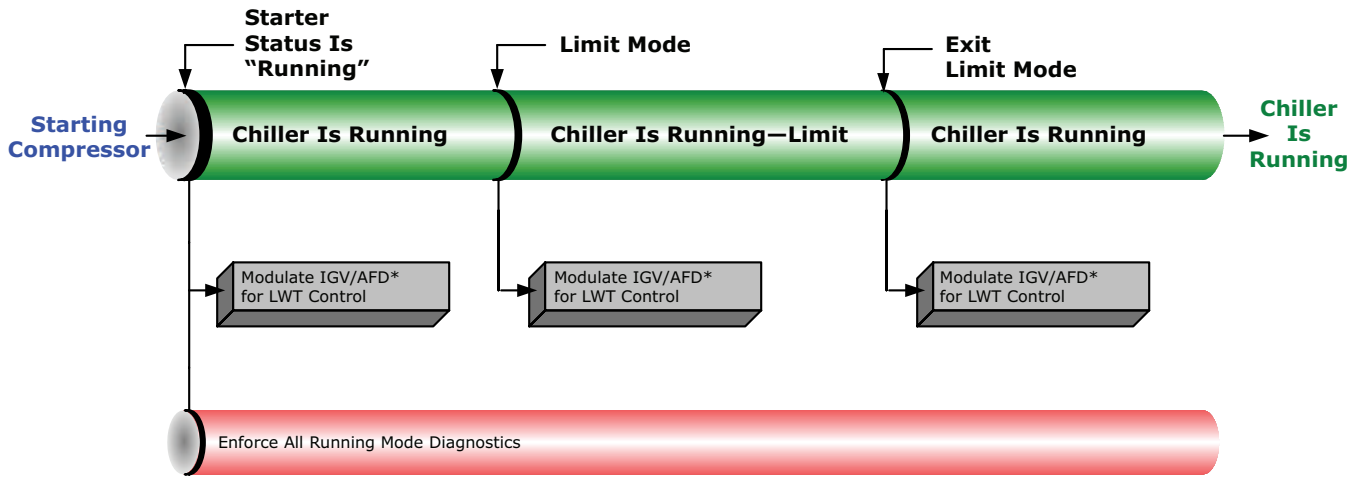 Starter
Status Is
“Running”
Limit Mode
Exit
Limit Mode
Starting
Compressor
Chiller Is Running
Chiller Is Running—Limit
Chiller Is Running
Chiller
Is
Running
Modulate IGV/AFD*
for LWT Control
Modulate IGV/AFD*
for LWT Control
Modulate IGV/AFD*
for LWT Control
Enforce All Running Mode Diagnostics